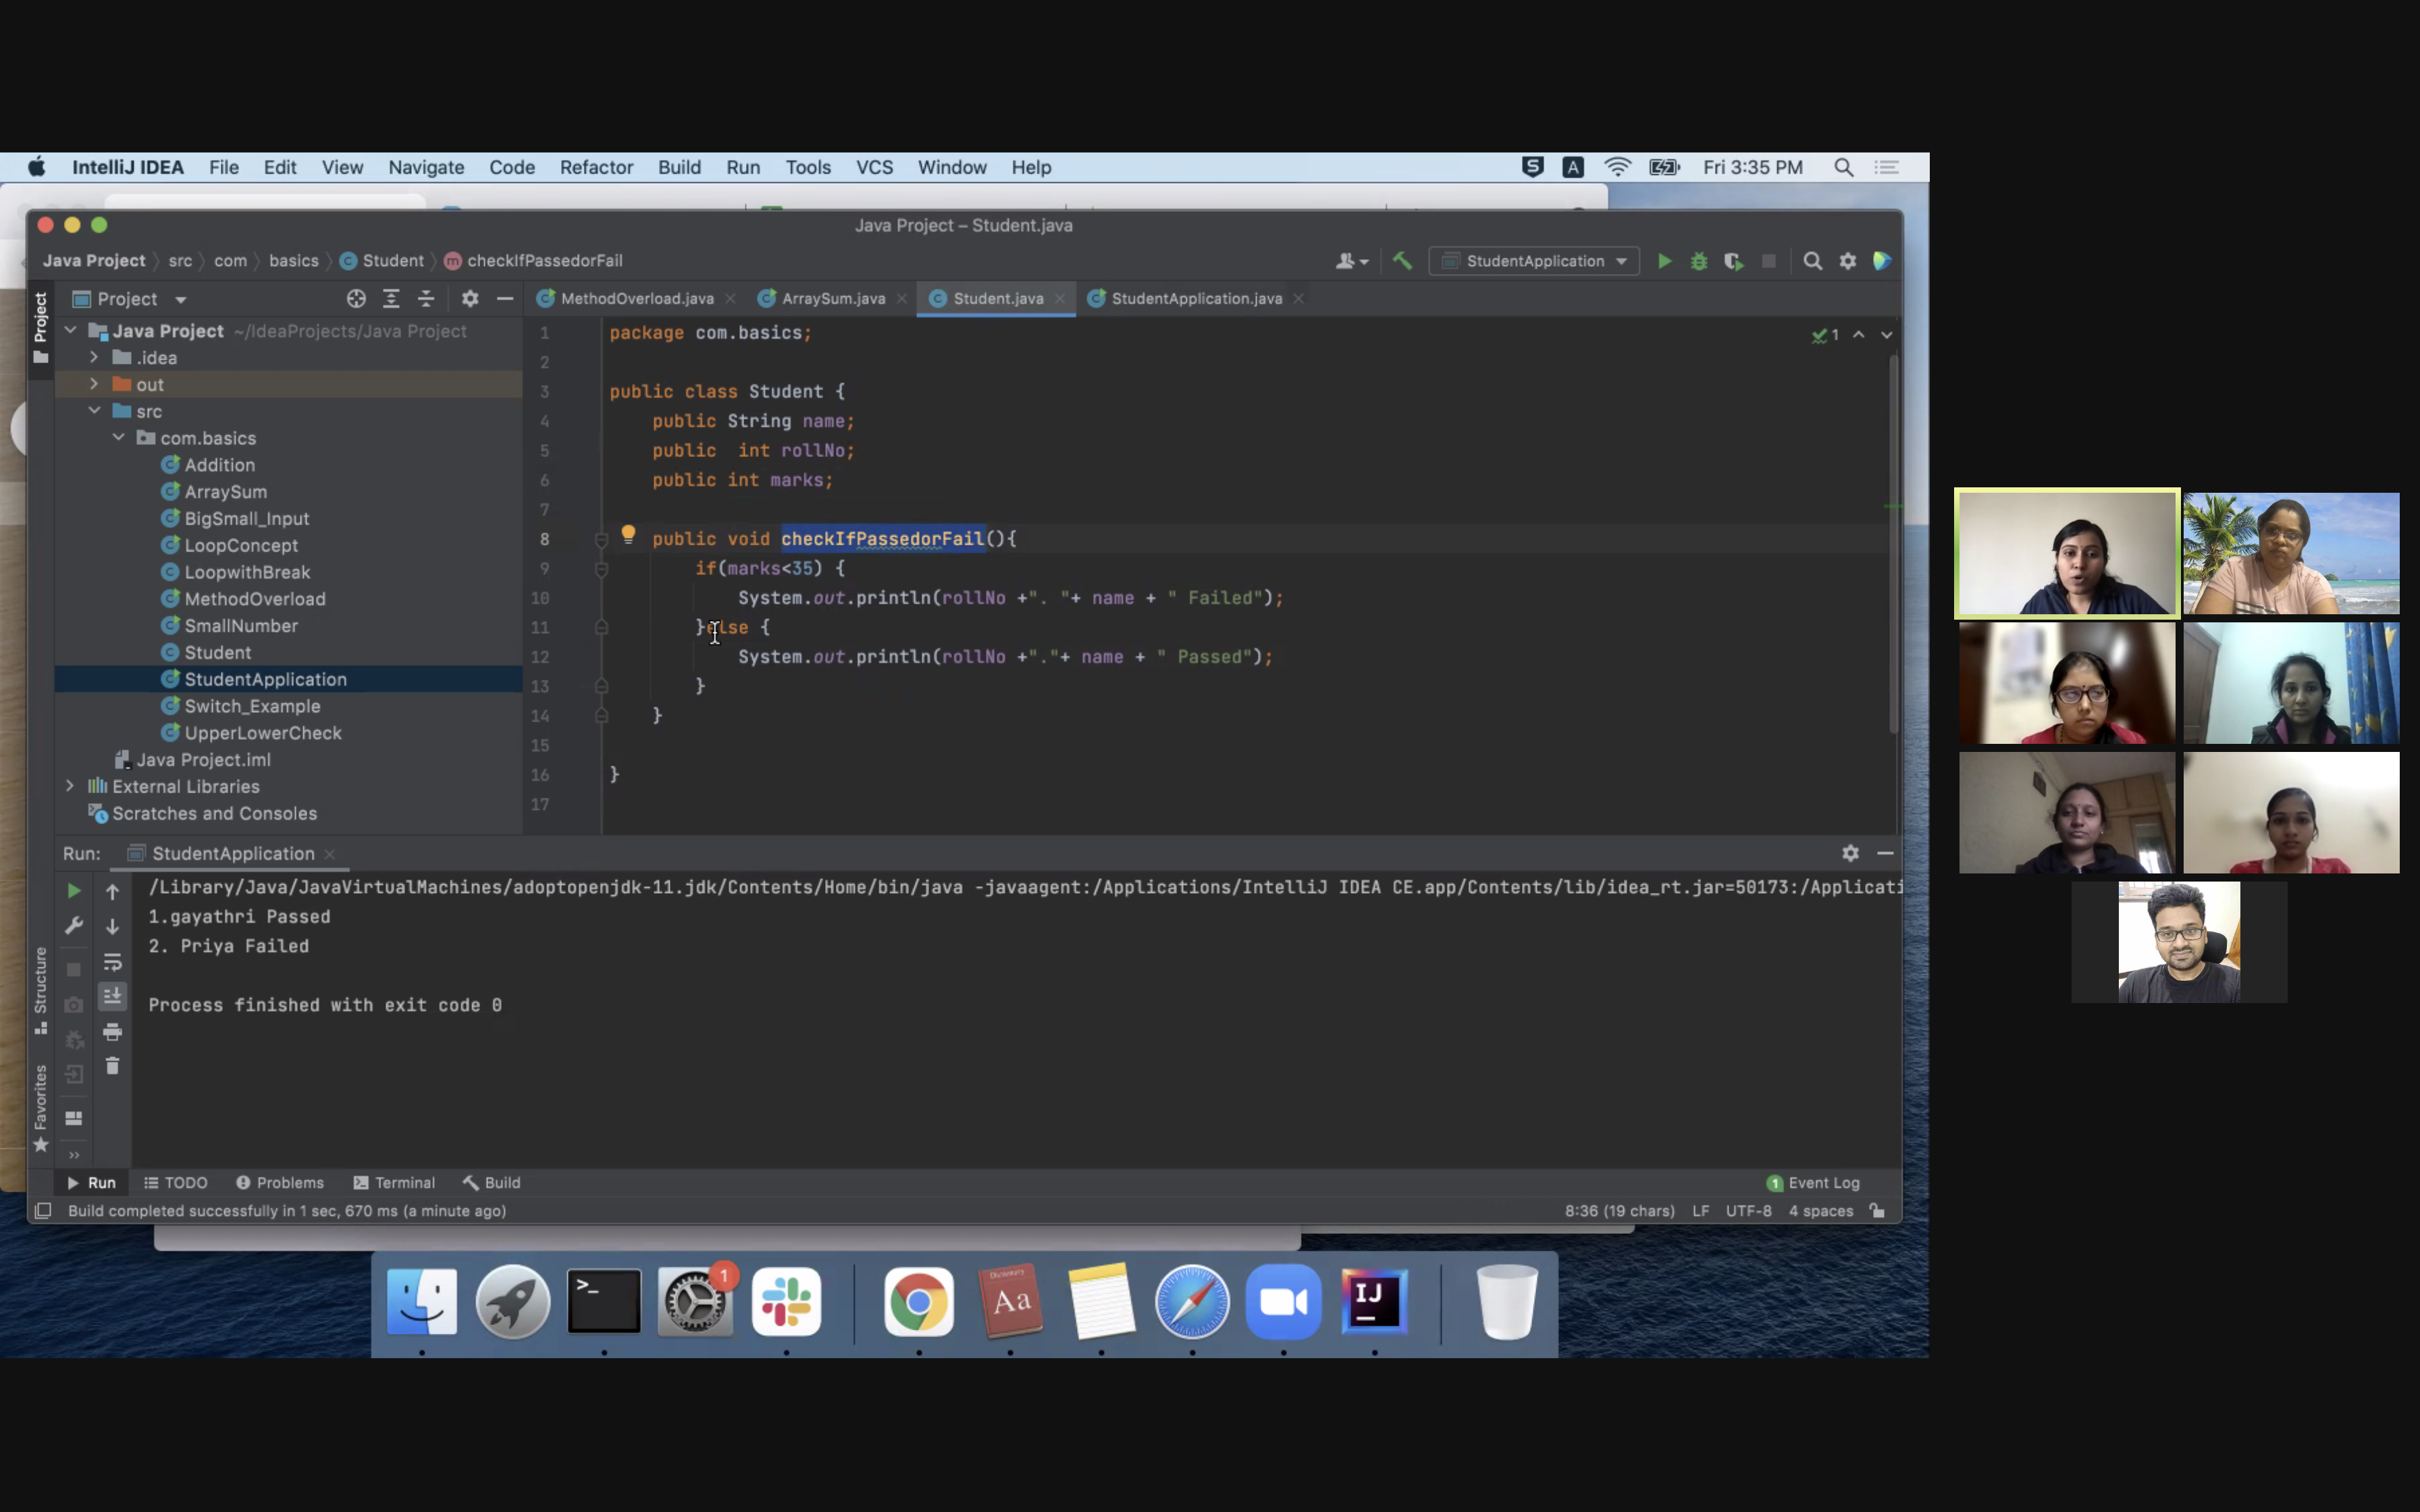 IntelliJ IDEA File Edit View Navigate Code Refactor Build Run Tools VCS Window Help
S A Fri 3:35 PM
Java Project – Student.java
Java Project src com basics C Student m checkIfPassedorFail
StudentApplication
Project
Project
MethodOverload.java ArraySum.java Student.java StudentApplication.java
Java Project ~/IdeaProjects/Java Project
.idea
out
src
com.basics
Addition
ArraySum
BigSmall_Input
LoopConcept
LoopwithBreak
MethodOverload
SmallNumber
Student
StudentApplication
Switch_Example
UpperLowerCheck
Java Project.iml
External Libraries
Scratches and Consoles
1 package com.basics;
2
3 public class Student {
4 public String name;
5 public  int rollNo;
6 public int marks;
7
8 public void checkIfPassedorFail(){
9 if(marks<35) {
10 System.out.println(rollNo +". "+ name + " Failed");
11 }else {
12 System.out.println(rollNo +"."+ name + " Passed");
13 }
14 }
15
16 }
17
1
Run: StudentApplication
/Library/Java/JavaVirtualMachines/adoptopenjdk-11.jdk/Contents/Home/bin/java -javaagent:/Applications/IntelliJ IDEA CE.app/Contents/lib/idea_rt.jar=50173:/Applicati
1.gayathri Passed
2. Priya Failed
Process finished with exit code 0
Structure
Favorites
Run TODO Problems Terminal Build
1 Event Log
Build completed successfully in 1 sec, 670 ms (a minute ago)
8:36 (19 chars) LF UTF-8 4 spaces
>_
1
Dictionary
Aa
IJ